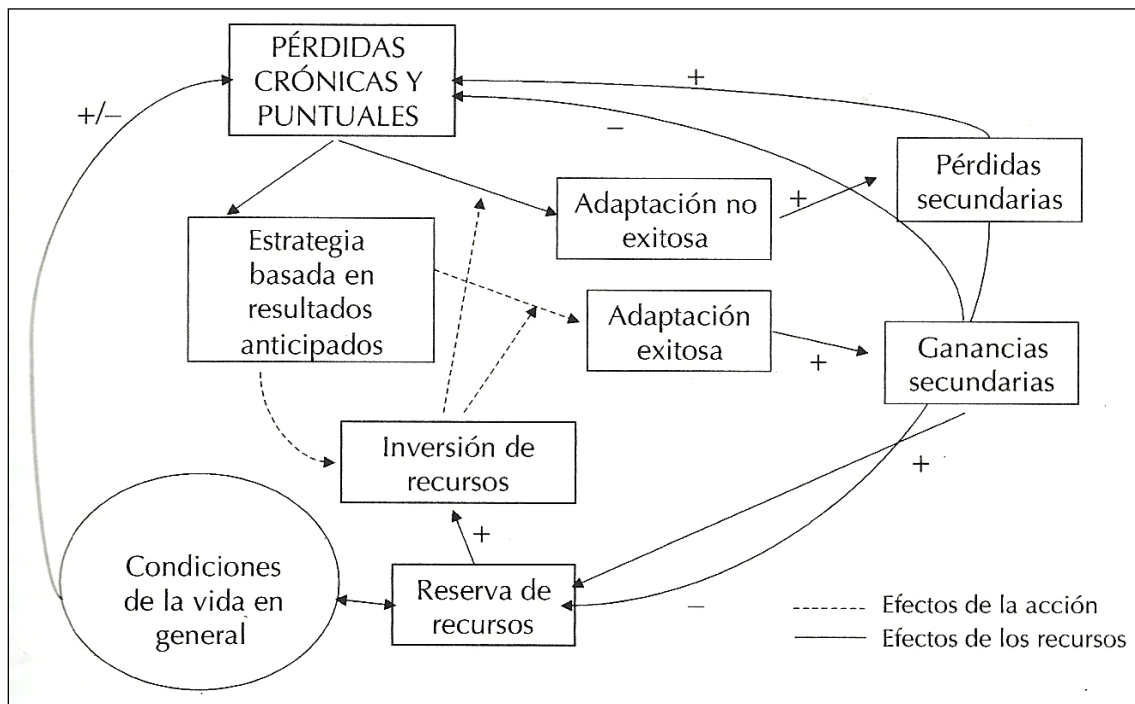 PÉRDIDAS
CRÓNICAS Y
PUNTUALES
+/−
+
−
Pérdidas
secundarias
Adaptación no
exitosa
+
Estrategia
basada en
resultados
anticipados
Adaptación
exitosa
+
Ganancias
secundarias
Inversión de
recursos
+
+
Condiciones
de la vida en
general
Reserva de
recursos
−
Efectos de la acción
Efectos de los recursos